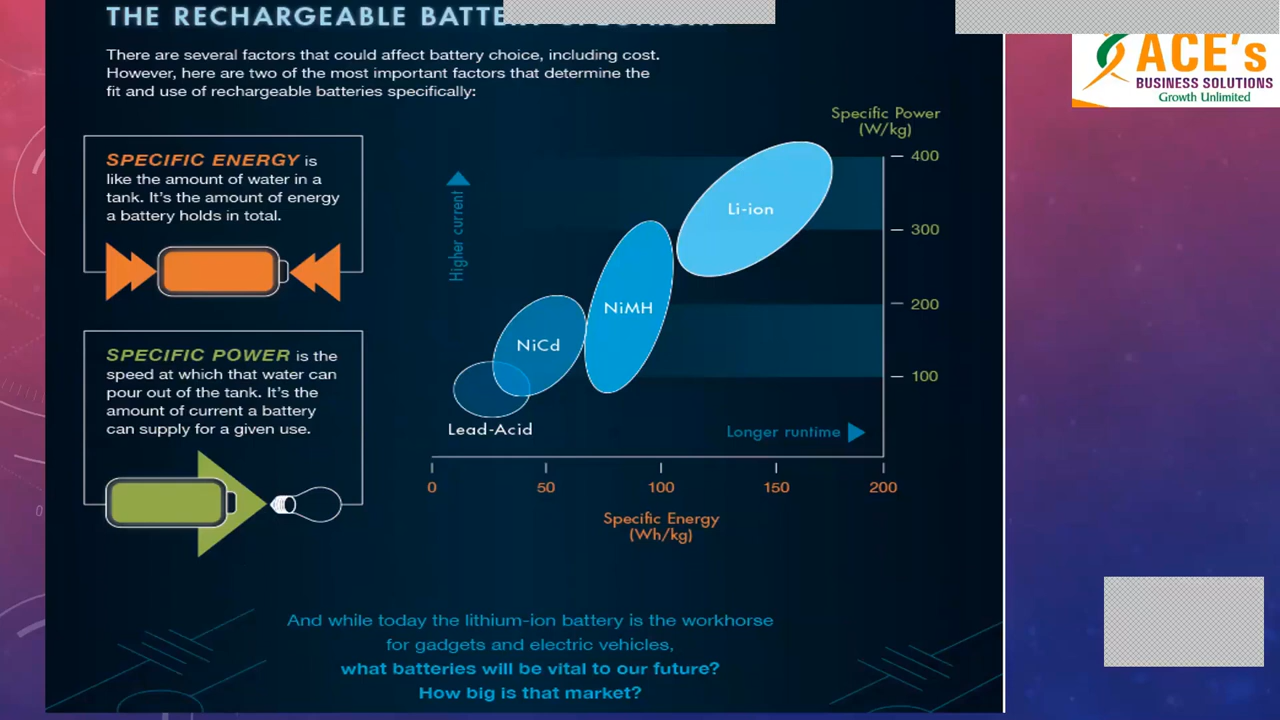 THE RECHARGEABLE
There are several factors that could affect battery choice, including cost.
However, here are two of the most important factors that determine the
fit and use of rechargeable batteries specifically:
ACE's
BUSINESS SOLUTIONS
Growth Unlimited
SPECIFIC ENERGY is
like the amount of water in a
tank. It's the amount of energy
a battery holds in total.
SPECIFIC POWER is the
speed at which that water can
pour out of the tank. It's the
amount of current a battery
can supply for a given use.
Specific Power
(W/kg)
400
300
200
100
Higher current
Li-ion
NiMH
NiCd
Lead-Acid
Longer runtime
0 50 100 150 200
Specific Energy
(Wh/kg)
And while today the lithium-ion battery is the workhorse
for gadgets and electric vehicles,
what batteries will be vital to our future?
How big is that market?